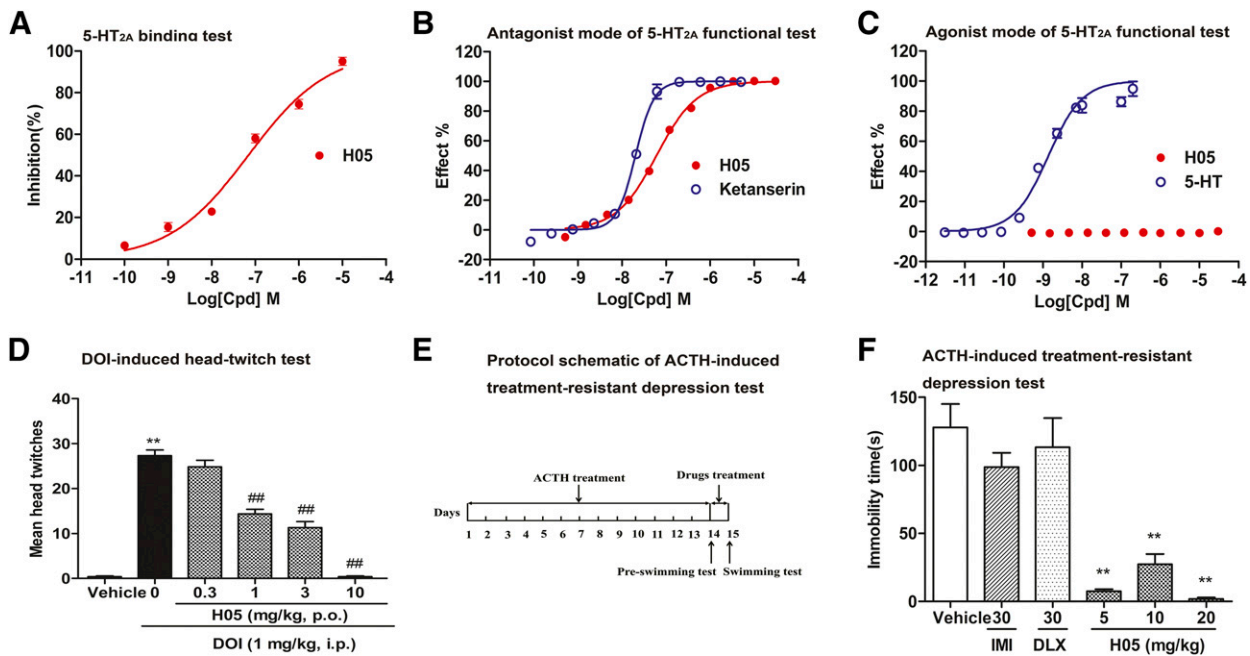 A
5-HT2A binding test
Inhibition(%)
100
80
60
40
20
0
H05
-11 -10 -9 -8 -7 -6 -5 -4
Log[Cpd] M
B
Antagonist mode of 5-HT2A functional test
Effect %
120
100
80
60
40
20
0
-20
H05
Ketanserin
-11 -10 -9 -8 -7 -6 -5 -4
Log[Cpd] M
C
Agonist mode of 5-HT2A functional test
Effect %
120
100
80
60
40
20
0
-20
H05
5-HT
-12 -11 -10 -9 -8 -7 -6 -5 -4
Log[Cpd] M
D
DOI-induced head-twitch test
Mean head twitches
40
30
20
10
0
**
##
##
##
Vehicle 0 0.3 1 3 10
H05 (mg/kg, p.o.)
DOI (1 mg/kg, i.p.)
E
Protocol schematic of ACTH-induced
treatment-resistant depression test
Drugs treatment
ACTH treatment
Days
1 2 3 4 5 6 7 8 9 10 11 12 13 14 15
Pre-swimming test Swimming test
F
ACTH-induced treatment-resistant
depression test
Immobility time(s)
150
100
50
0
**
**
**
Vehicle 30 30 5 10 20
IMI DLX H05 (mg/kg)